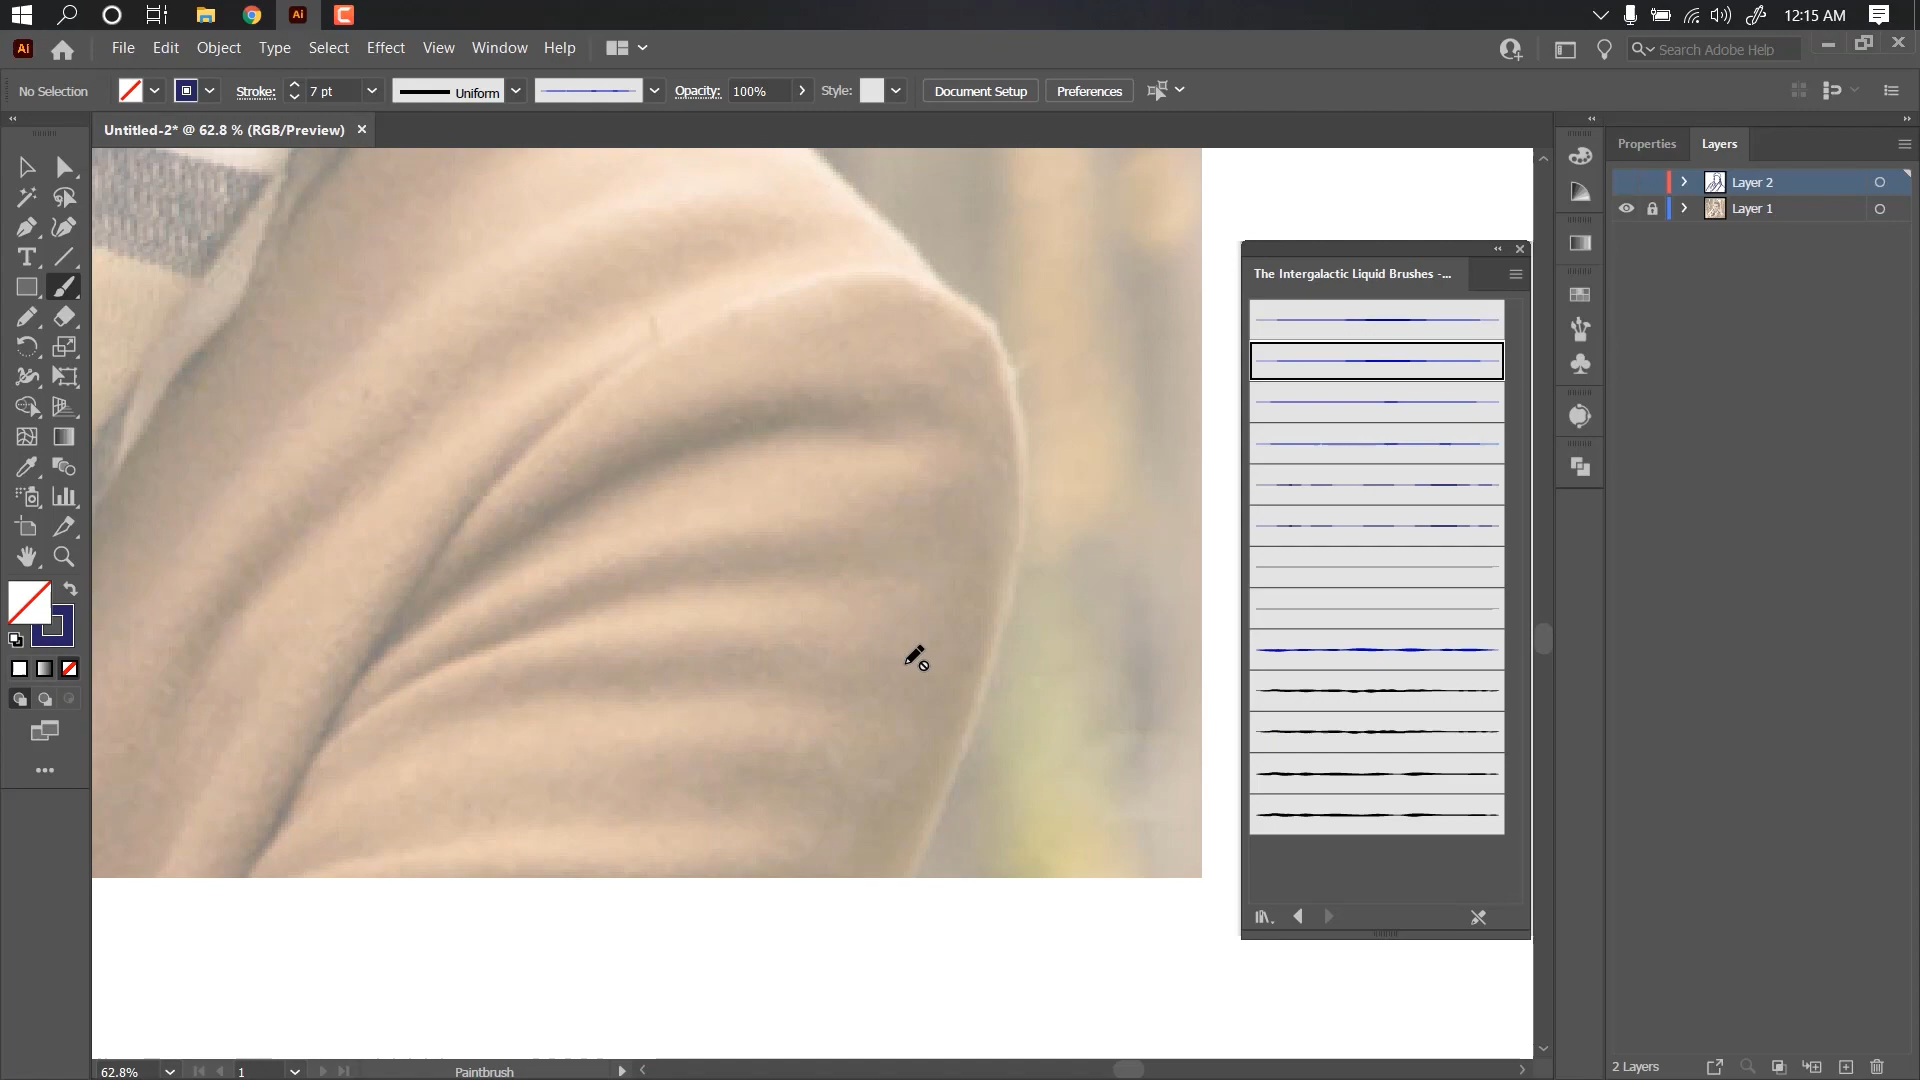 12:15 AM
Ai
File Edit Object Type Select Effect View Window Help
Search Adobe Help
No Selection
Stroke: 7 pt Uniform Opacity: 100% Style: Document Setup Preferences
Untitled-2* @ 62.8 % (RGB/Preview)
Properties Layers
Layer 2
Layer 1
The Intergalactic Liquid Brushes -...
62.8% 1 Paintbrush
2 Layers